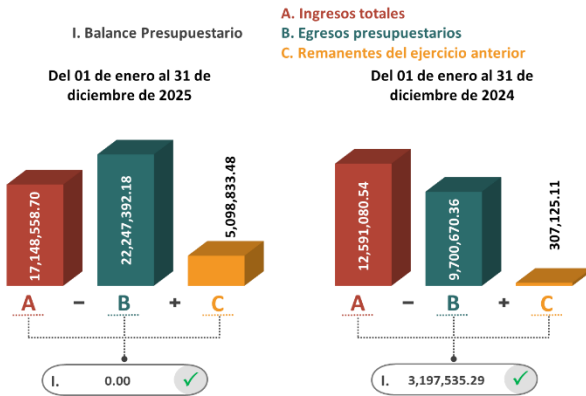 I. Balance Presupuestario
A. Ingresos totales
B. Egresos presupuestarios
C. Remanentes del ejercicio anterior
Del 01 de enero al 31 de
diciembre de 2025
17,148,558.70
22,247,392.18
5,098,833.48
A − B + C
I. 0.00 ✓
Del 01 de enero al 31 de
diciembre de 2024
12,591,080.54
9,700,670.36
307,125.11
A − B + C
I. 3,197,535.29 ✓